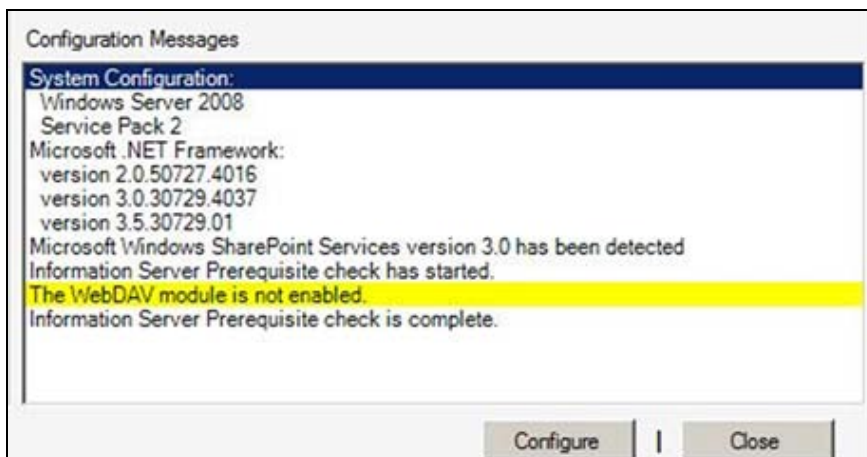 Configuration Messages
System Configuration:
Windows Server 2008
Service Pack 2
Microsoft .NET Framework:
version 2.0.50727.4016
version 3.0.30729.4037
version 3.5.30729.01
Microsoft Windows SharePoint Services version 3.0 has been detected
Information Server Prerequisite check has started.
The WebDAV module is not enabled.
Information Server Prerequisite check is complete.
Configure | Close